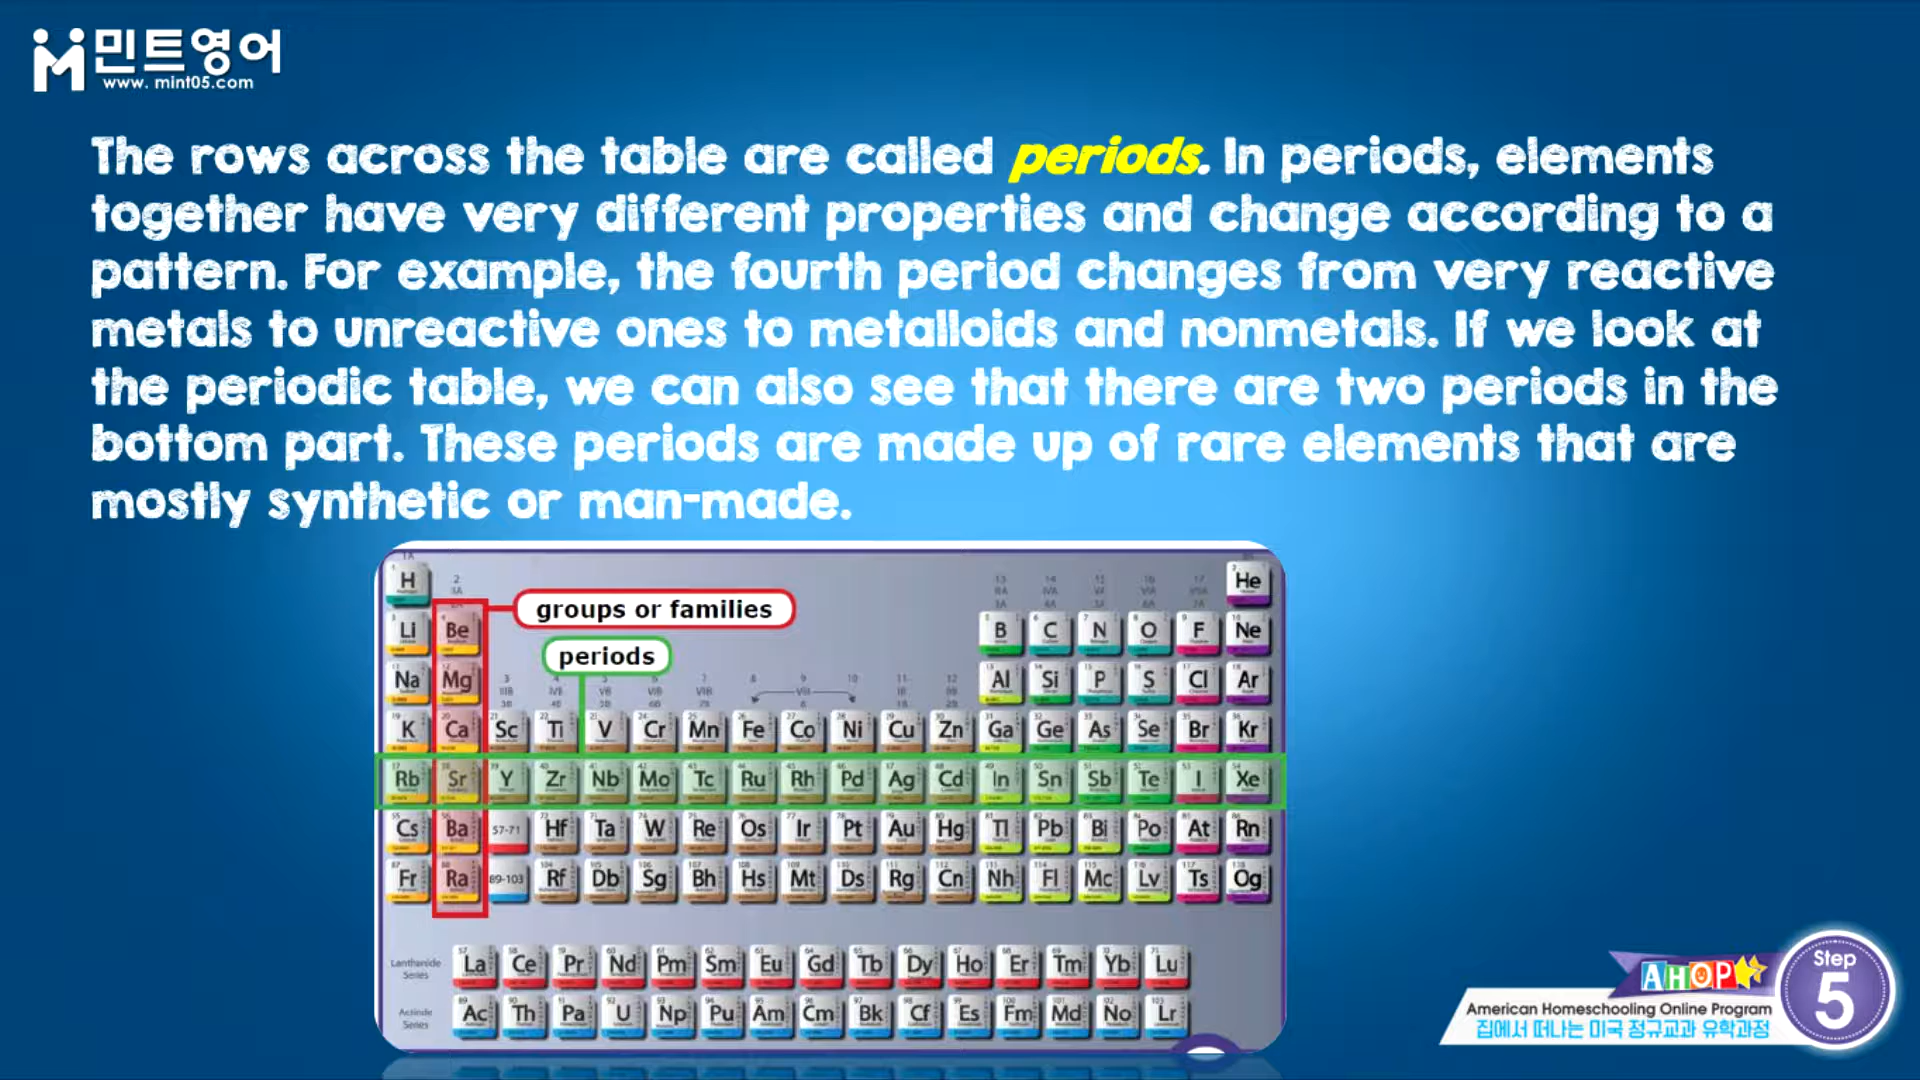 민트영어
www. mint05.com
The rows across the table are called periods. In periods, elements
together have very different properties and change according to a
pattern. For example, the fourth period changes from very reactive
metals to unreactive ones to metalloids and nonmetals. If we look at
the periodic table, we can also see that there are two periods in the
bottom part. These periods are made up of rare elements that are
mostly synthetic or man-made.
groups or families
periods
H He
Li Be B C N O F Ne
Na Mg Al Si P S Cl Ar
K Ca Sc Ti V Cr Mn Fe Co Ni Cu Zn Ga Ge As Se Br Kr
Rb Sr Y Zr Nb Mo Tc Ru Rh Pd Ag Cd In Sn Sb Te I Xe
Cs Ba 57-71 Hf Ta W Re Os Ir Pt Au Hg Tl Pb Bi Po At Rn
Fr Ra 89-103 Rf Db Sg Bh Hs Mt Ds Rg Cn Nh Fl Mc Lv Ts Og
Lanthanide
Series
La Ce Pr Nd Pm Sm Eu Gd Tb Dy Ho Er Tm Yb Lu
Actinide
Series
Ac Th Pa U Np Pu Am Cm Bk Cf Es Fm Md No Lr
AHOP
American Homeschooling Online Program
집에서 떠나는 미국 정규교과 유학과정
Step
5